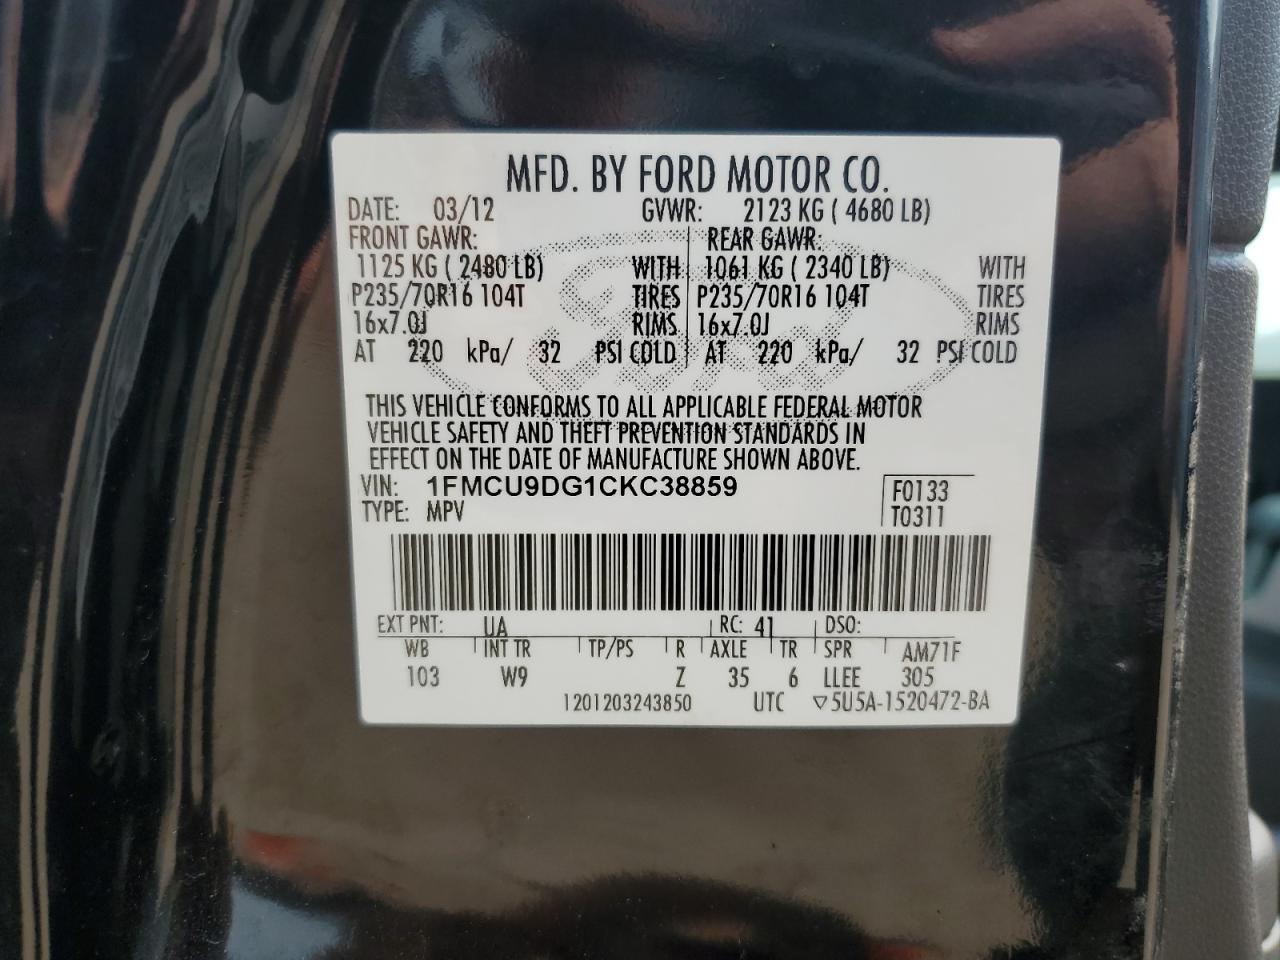 MFD. BY FORD MOTOR CO.
DATE: 03/12 GVWR: 2123 KG ( 4680 LB)
FRONT GAWR: REAR GAWR:
1125 KG ( 2480 LB) WITH 1061 KG ( 2340 LB) WITH
P235/70R16 104T TIRES P235/70R16 104T TIRES
16x7.0J RIMS 16x7.0J RIMS
AT 220 kPa/ 32 PSI COLD AT 220 kPa/ 32 PSI COLD
Ford
THIS VEHICLE CONFORMS TO ALL APPLICABLE FEDERAL MOTOR
VEHICLE SAFETY AND THEFT PREVENTION STANDARDS IN
EFFECT ON THE DATE OF MANUFACTURE SHOWN ABOVE.
VIN: 1FMCU9DG1CKC38859 F0133
TYPE: MPV T0311
EXT PNT: UA RC: 41 DSO:
WB INT TR TP/PS R AXLE TR SPR AM71F
103 W9 Z 35 6 LLEE 305
1201203243850 UTC ▽5U5A-1520472-BA